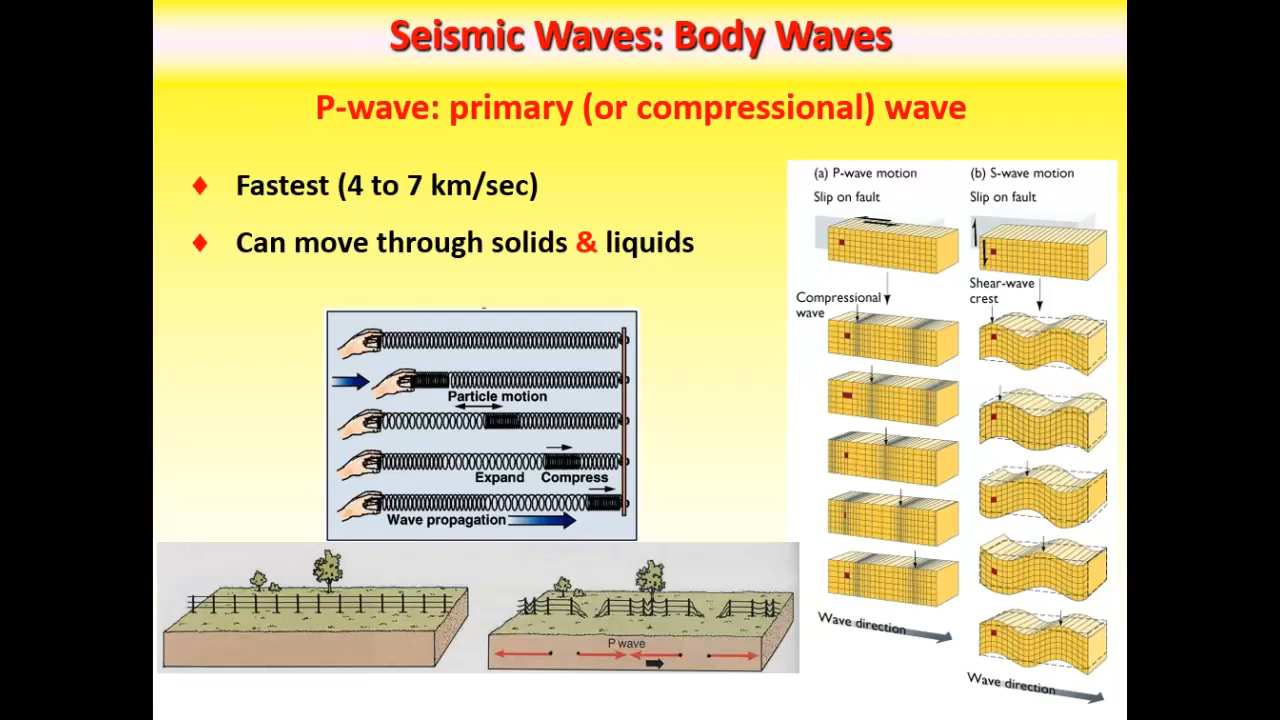 Seismic Waves: Body Waves
P-wave: primary (or compressional) wave
♦ Fastest (4 to 7 km/sec)
♦ Can move through solids & liquids
Particle motion
Expand Compress
Wave propagation
P wave
(a) P-wave motion
Slip on fault
Compressional
wave
Wave direction
(b) S-wave motion
Slip on fault
Shear-wave
crest
Wave direction